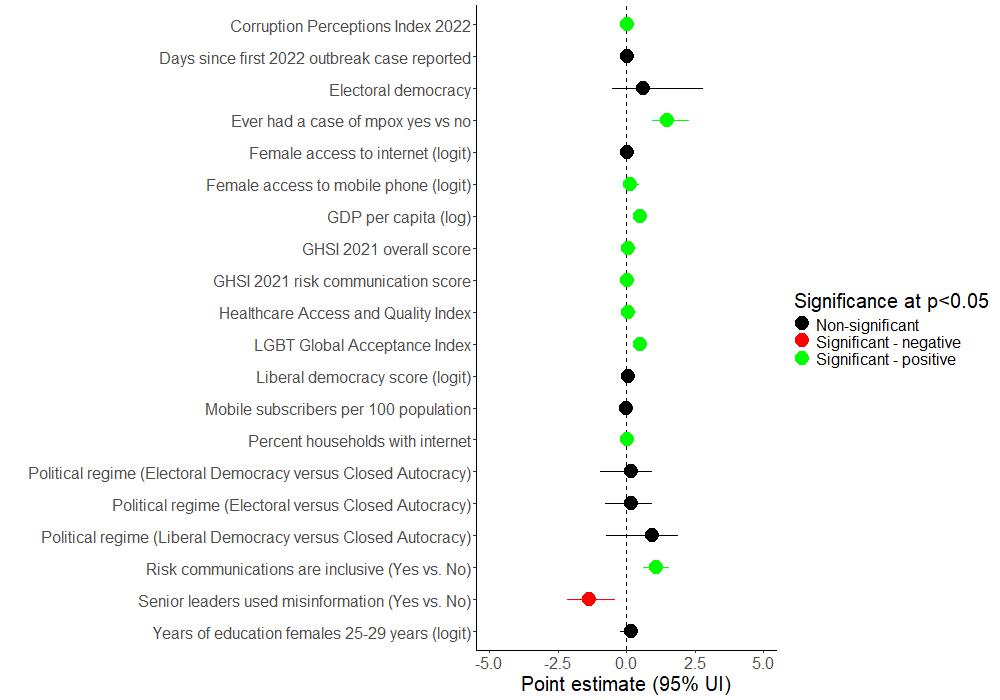 Corruption Perceptions Index 2022
Days since first 2022 outbreak case reported
Electoral democracy
Ever had a case of mpox yes vs no
Female access to internet (logit)
Female access to mobile phone (logit)
GDP per capita (log)
GHSI 2021 overall score
GHSI 2021 risk communication score
Healthcare Access and Quality Index
LGBT Global Acceptance Index
Liberal democracy score (logit)
Mobile subscribers per 100 population
Percent households with internet
Political regime (Electoral Democracy versus Closed Autocracy)
Political regime (Electoral versus Closed Autocracy)
Political regime (Liberal Democracy versus Closed Autocracy)
Risk communications are inclusive (Yes vs. No)
Senior leaders used misinformation (Yes vs. No)
Years of education females 25-29 years (logit)
-5.0 -2.5 0.0 2.5 5.0
Point estimate (95% UI)
Significance at p<0.05
Non-significant
Significant - negative
Significant - positive